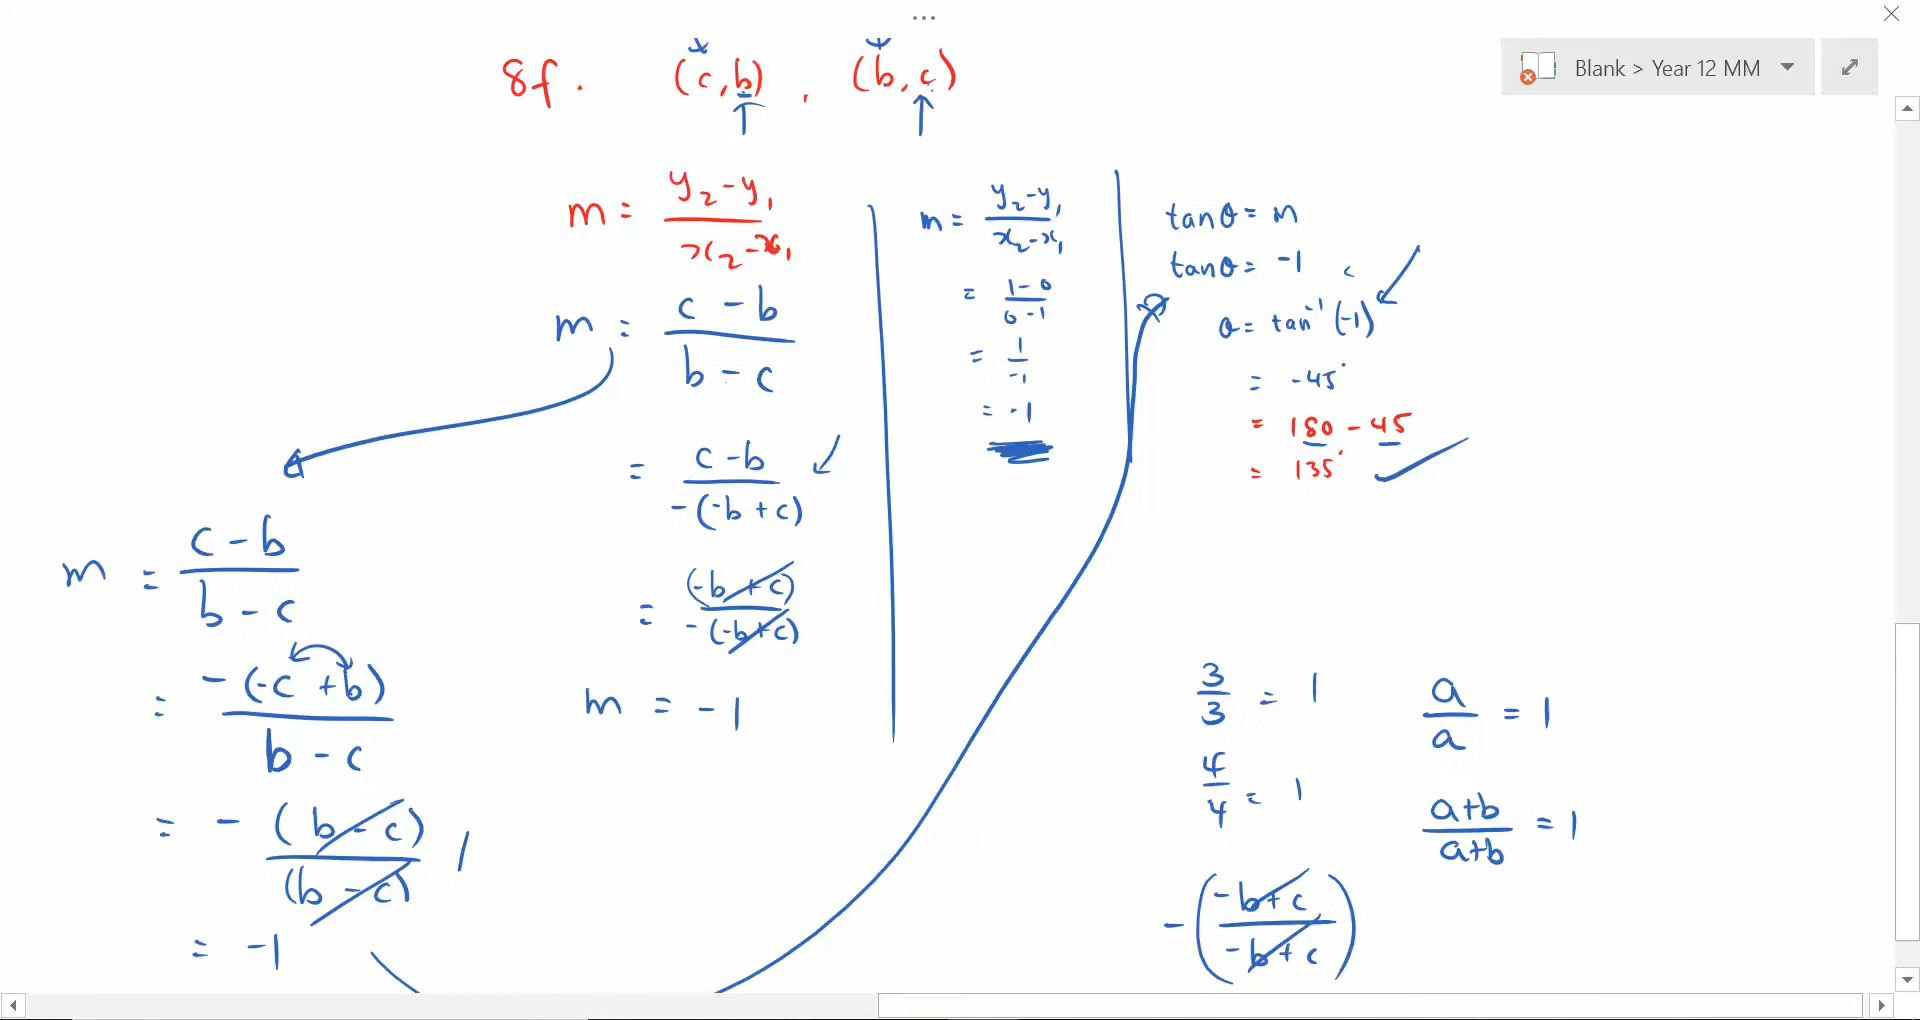 ...
Blank > Year 12 MM
8f. (c,b), (b,c)
m = y₂-y₁ / x₂-x₁
m = c-b / b-c
= c-b / -(-b+c)
= (-b+c) / -(-b+c)
m = -1
m = c-b / b-c
= -(-c+b) / b-c
= - (b-c) / (b-c) /
= -1
m = y₂-y₁ / x₂-x₁
= 1-0 / 0-1
= 1 / -1
= -1
tanθ = m
tanθ = -1
θ = tan⁻¹(-1)
= -45°
= 180 - 45
= 135°
3/3 = 1
4/4 = 1
-(-b+c / -b+c)
a/a = 1
a+b / a+b = 1